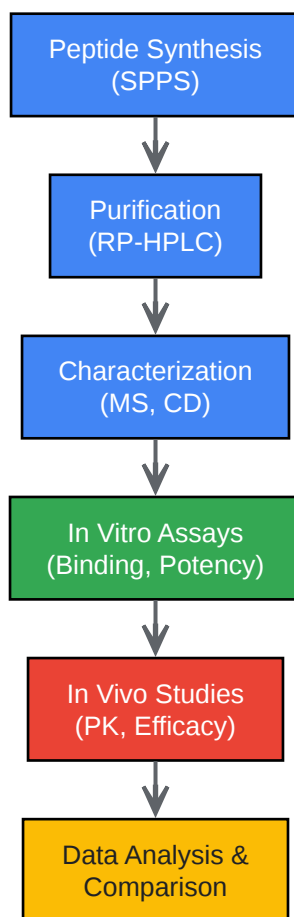 Peptide Synthesis
(SPPS)
Purification
(RP-HPLC)
Characterization
(MS, CD)
In Vitro Assays
(Binding, Potency)
In Vivo Studies
(PK, Efficacy)
Data Analysis &
Comparison